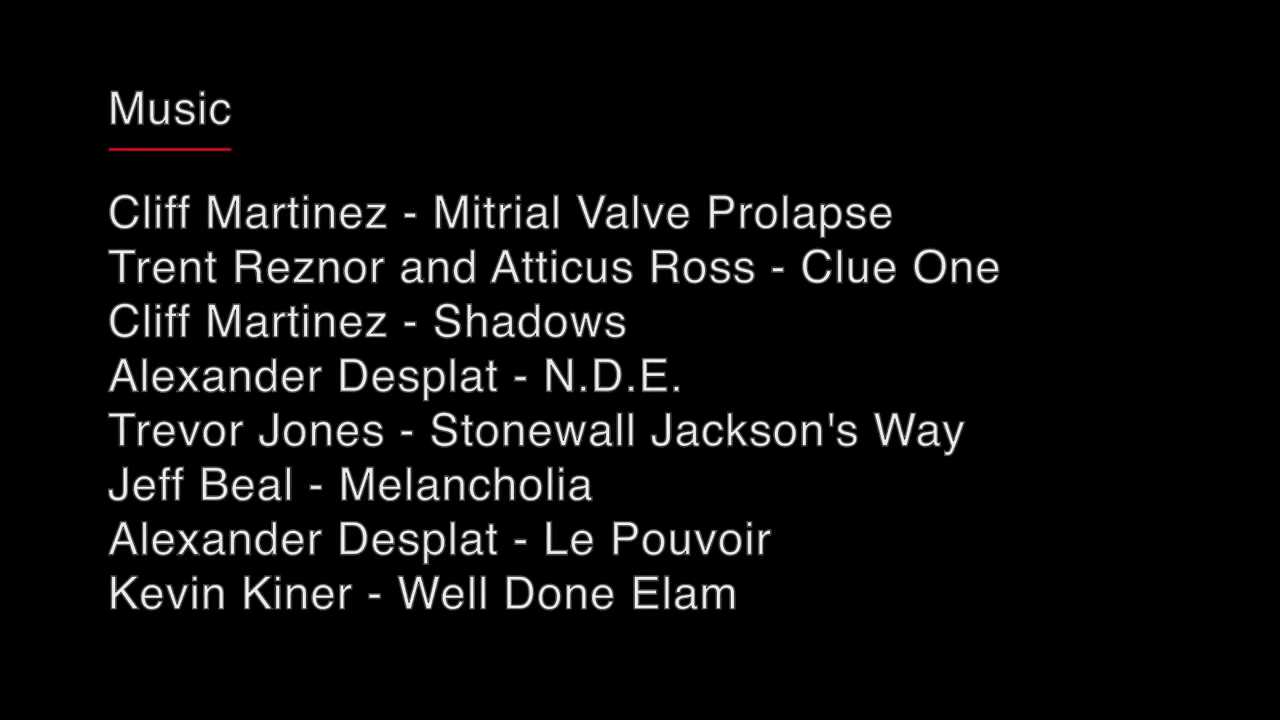 Music
Cliff Martinez - Mitrial Valve Prolapse
Trent Reznor and Atticus Ross - Clue One
Cliff Martinez - Shadows
Alexander Desplat - N.D.E.
Trevor Jones - Stonewall Jackson's Way
Jeff Beal - Melancholia
Alexander Desplat - Le Pouvoir
Kevin Kiner - Well Done Elam